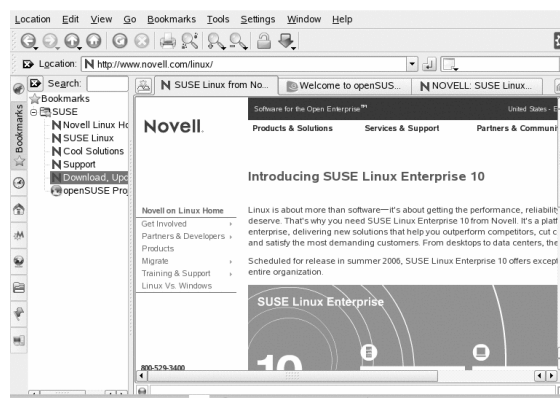 Location Edit View Go Bookmarks Tools Settings Window Help
Location: http://www.novell.com/linux/
Search:
SUSE Linux from No... Welcome to openSUS... NOVELL: SUSE Linux...
Bookmarks
Bookmarks
SUSE
Novell Linux Ho
SUSE Linux
Cool Solutions
Support
Download, Upd
openSUSE Pro
Software for the Open Enterprise™ United States - E
Novell.
Products & Solutions Services & Support Partners & Communi
Introducing SUSE Linux Enterprise 10
Novell on Linux Home
Get Involved
Partners & Developers
Products
Migrate
Training & Support
Linux Vs. Windows
800-529-3400
Linux is about more than software—it's about getting the performance, reliabilit
deserve. That's why you need SUSE Linux Enterprise 10 from Novell. It's a platf
enterprise, delivering new solutions that help you outperform competitors, cut c
and satisfy the most demanding customers. From desktops to data centers, the
Scheduled for release in summer 2006, SUSE Linux Enterprise 10 offers except
entire organization.
SUSE Linux Enterprise
10